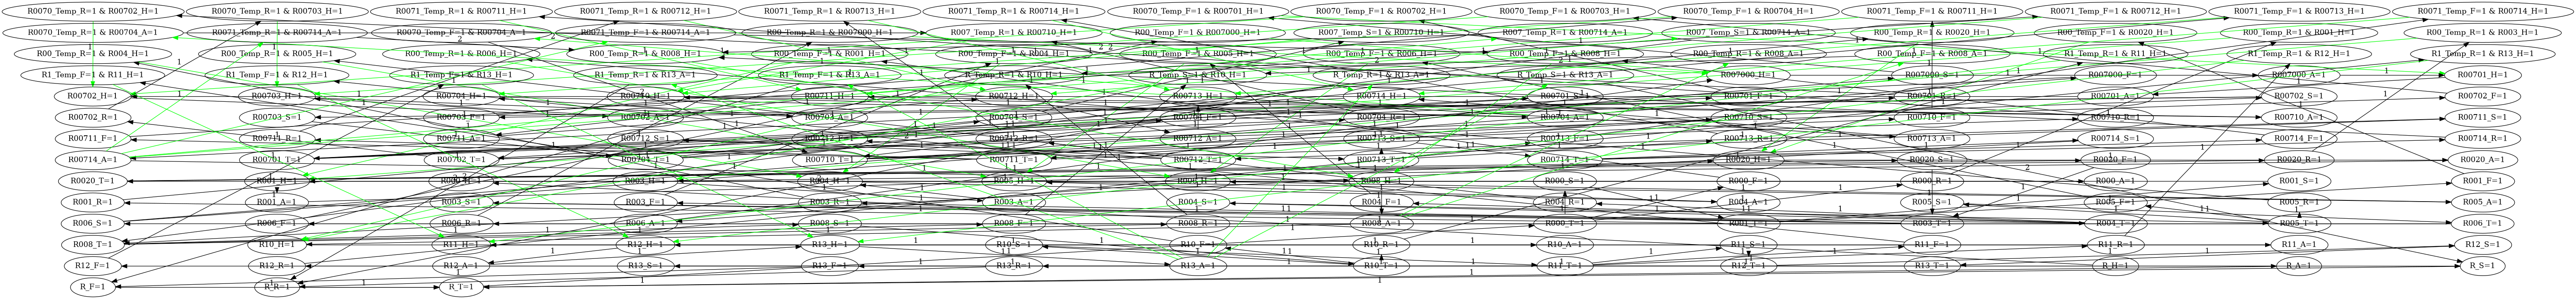 R0070_Temp_R=1 & R00702_H=1 R0070_Temp_R=1 & R00703_H=1 R0071_Temp_R=1 & R00711_H=1 R0071_Temp_R=1 & R00712_H=1 R0071_Temp_R=1 & R00713_H=1 R0071_Temp_R=1 & R00714_H=1 R0070_Temp_F=1 & R00701_H=1 R0070_Temp_F=1 & R00702_H=1 R0070_Temp_F=1 & R00703_H=1 R0070_Temp_F=1 & R00704_H=1 R0071_Temp_F=1 & R00711_H=1 R0071_Temp_F=1 & R00712_H=1 R0071_Temp_F=1 & R00713_H=1 R0071_Temp_F=1 & R00714_H=1
R0070_Temp_R=1 & R00704_A=1 R0071_Temp_R=1 & R00714_A=1 R0070_Temp_F=1 & R00704_A=1 R0071_Temp_F=1 & R00714_A=1 R00_Temp_R=1 & R007000_H=1 R007_Temp_R=1 & R00710_H=1 R00_Temp_F=1 & R007000_H=1 R007_Temp_S=1 & R00710_H=1 R007_Temp_R=1 & R00714_A=1 R007_Temp_S=1 & R00714_A=1 R00_Temp_R=1 & R0020_H=1 R00_Temp_F=1 & R0020_H=1 R00_Temp_R=1 & R001_H=1 R00_Temp_R=1 & R003_H=1
R00_Temp_R=1 & R004_H=1 R00_Temp_R=1 & R005_H=1 R00_Temp_R=1 & R006_H=1 R00_Temp_R=1 & R008_H=1 R00_Temp_F=1 & R001_H=1 R00_Temp_F=1 & R004_H=1 R00_Temp_F=1 & R005_H=1 R00_Temp_F=1 & R006_H=1 R00_Temp_F=1 & R008_H=1 R00_Temp_R=1 & R008_A=1 R00_Temp_F=1 & R008_A=1 R1_Temp_R=1 & R11_H=1 R1_Temp_R=1 & R12_H=1 R1_Temp_R=1 & R13_H=1
R1_Temp_F=1 & R11_H=1 R1_Temp_F=1 & R12_H=1 R1_Temp_F=1 & R13_H=1 R1_Temp_R=1 & R13_A=1 R1_Temp_F=1 & R13_A=1 R_Temp_R=1 & R10_H=1 R_Temp_S=1 & R10_H=1 R_Temp_R=1 & R13_A=1 R_Temp_S=1 & R13_A=1 R007000_H=1 R007000_S=1 R007000_F=1 R007000_A=1 R00701_H=1
R00702_H=1 R00703_H=1 R00704_H=1 R00710_H=1 R00711_H=1 R00712_H=1 R00713_H=1 R00714_H=1 R00701_S=1 R00701_F=1 R00701_R=1 R00701_A=1 R00702_S=1 R00702_F=1
R00702_R=1 R00703_S=1 R00703_F=1 R00703_A=1 R00704_S=1 R00704_F=1 R00704_R=1 R00704_A=1 R00710_S=1 R00710_F=1 R00710_R=1 R00710_A=1 R00711_S=1
R00711_F=1 R00711_R=1 R00711_A=1 R00712_S=1 R00712_F=1 R00712_R=1 R00712_A=1 R00713_S=1 R00713_F=1 R00713_R=1 R00713_A=1 R00714_S=1 R00714_F=1 R00714_R=1
R00714_A=1 R00701_T=1 R00702_T=1 R00704_T=1 R00710_T=1 R00711_T=1 R00712_T=1 R00713_T=1 R00714_T=1 R0020_H=1 R0020_S=1 R0020_F=1 R0020_R=1 R0020_A=1
R0020_T=1 R001_H=1 R003_H=1 R004_H=1 R005_H=1 R006_H=1 R008_H=1 R000_S=1 R000_F=1 R000_R=1 R000_A=1 R001_S=1 R001_F=1
R001_R=1 R001_A=1 R003_S=1 R003_F=1 R003_R=1 R003_A=1 R004_S=1 R004_F=1 R004_R=1 R004_A=1 R005_S=1 R005_F=1 R005_R=1 R005_A=1
R006_S=1 R006_F=1 R006_R=1 R006_A=1 R008_S=1 R008_F=1 R008_R=1 R008_A=1 R000_T=1 R001_T=1 R003_T=1 R004_T=1 R005_T=1 R006_T=1
R008_T=1 R10_H=1 R11_H=1 R12_H=1 R13_H=1 R10_S=1 R10_F=1 R10_R=1 R10_A=1 R11_S=1 R11_F=1 R11_R=1 R11_A=1 R12_S=1
R12_F=1 R12_R=1 R12_A=1 R13_S=1 R13_F=1 R13_R=1 R13_A=1 R10_T=1 R11_T=1 R12_T=1 R13_T=1 R_H=1 R_A=1 R_S=1
R_F=1 R_R=1 R_T=1